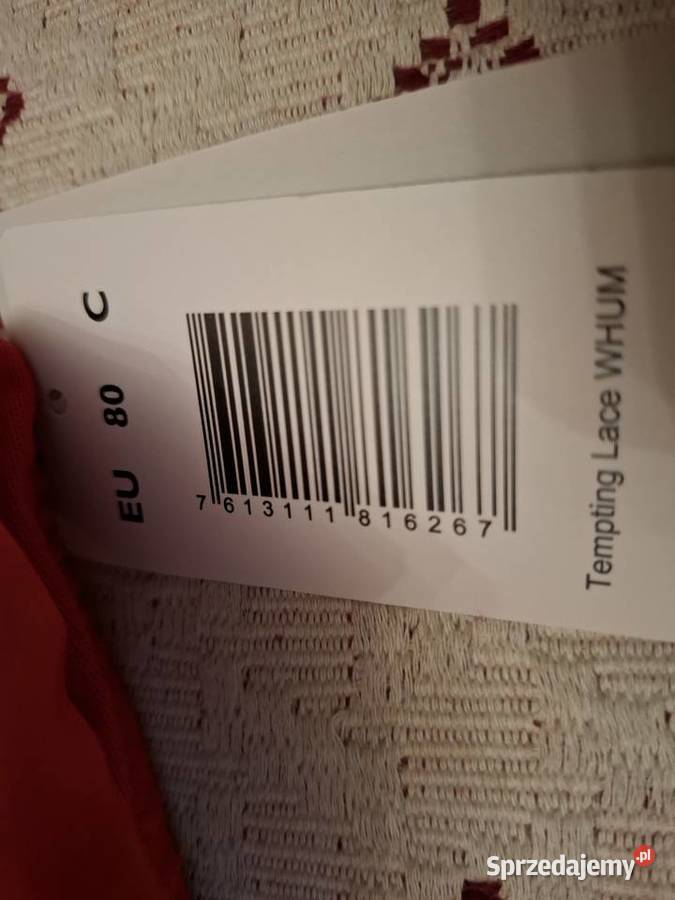 EU 80 C
7613111816267
Tempting Lace WHUM
Sprzedajemy.pl